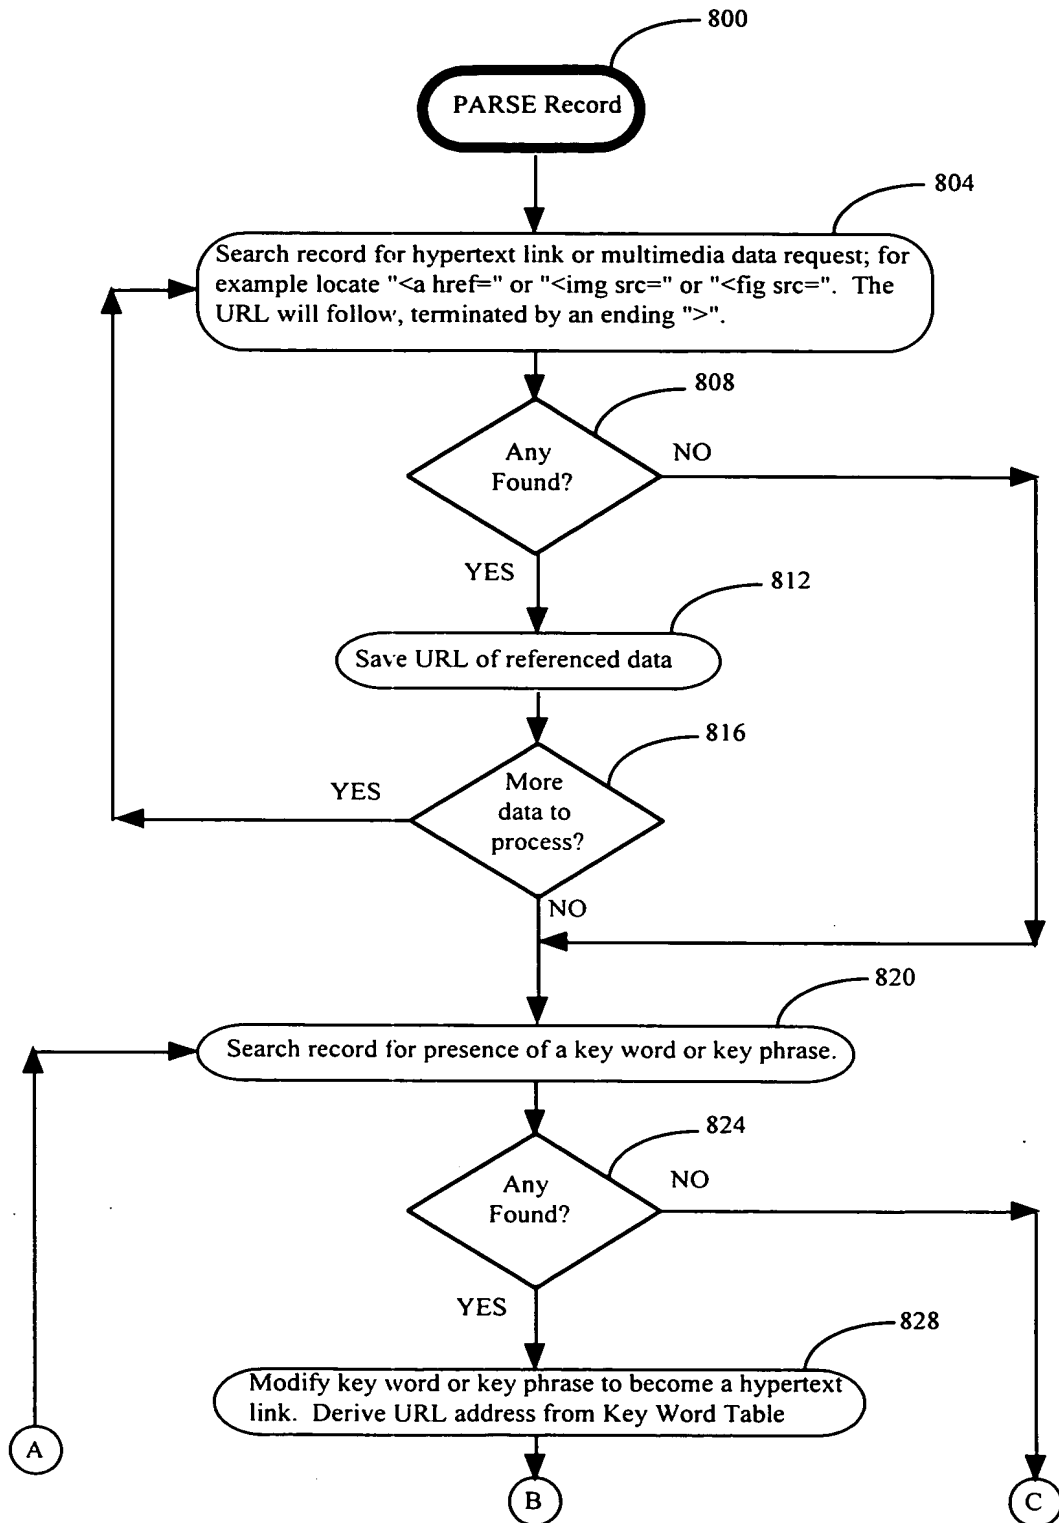 800
PARSE Record
804
Search record for hypertext link or multimedia data request; for
example locate "<a href=" or "<img src=" or "<fig src=".  The
URL will follow, terminated by an ending ">".
808
Any
Found?
NO
YES
812
Save URL of referenced data
816
More
data to
process?
YES
NO
820
Search record for presence of a key word or key phrase.
824
Any
Found?
NO
YES
828
Modify key word or key phrase to become a hypertext
link.  Derive URL address from Key Word Table
A
B
C